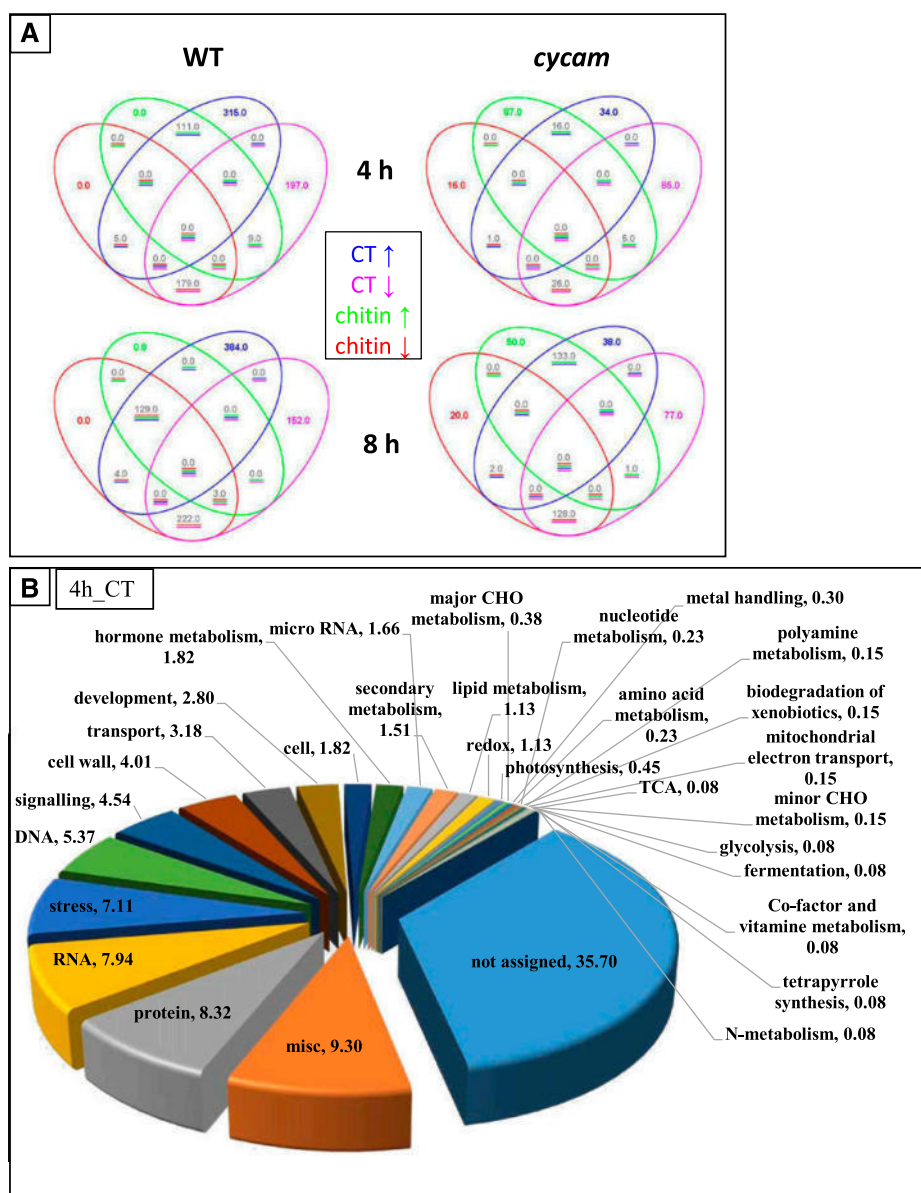 A
WT
cycam
0.0
315.0
0.0
111.0
0.0
0.0
0.0
0.0
197.0
0.0
5.0
9.0
0.0
0.0
179.0
4 h
67.0
34.0
0.0
16.0
0.0
0.0
0.0
16.0
65.0
0.0
1.0
5.0
0.0
0.0
26.0
CT ↑
CT ↓
chitin ↑
chitin ↓
0.0
384.0
0.0
0.0
0.0
129.0
0.0
0.0
152.0
0.0
4.0
0.0
0.0
3.0
222.0
8 h
50.0
38.0
0.0
133.0
0.0
0.0
0.0
20.0
77.0
0.0
2.0
1.0
0.0
0.0
128.0
B
4h_CT
major CHO
metabolism, 0.38
metal handling, 0.30
micro RNA, 1.66
nucleotide
metabolism, 0.23
hormone metabolism,
1.82
polyamine
metabolism, 0.15
development, 2.80
secondary
metabolism,
1.51
lipid metabolism,
1.13
amino acid
metabolism,
0.23
biodegradation of
xenobiotics, 0.15
transport, 3.18
cell, 1.82
redox, 1.13
mitochondrial
electron transport,
0.15
cell wall, 4.01
photosynthesis, 0.45
TCA, 0.08
signalling, 4.54
minor CHO
metabolism, 0.15
DNA, 5.37
glycolysis, 0.08
fermentation, 0.08
stress, 7.11
Co-factor and
vitamine metabolism,
0.08
RNA, 7.94
not assigned, 35.70
tetrapyrrole
synthesis, 0.08
protein, 8.32
N-metabolism, 0.08
misc, 9.30